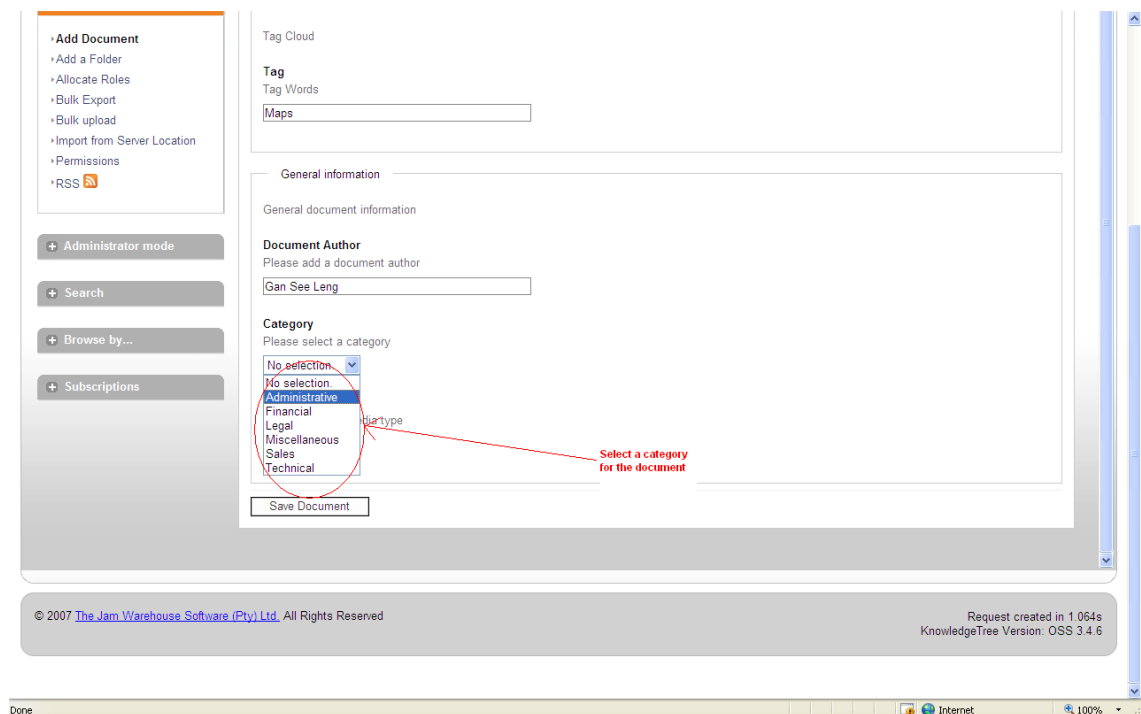 Add Document
Add a Folder
Allocate Roles
Bulk Export
Bulk upload
Import from Server Location
Permissions
RSS
Administrator mode
Search
Browse by...
Subscriptions
Tag Cloud
Tag
Tag Words
Maps
General information
General document information
Document Author
Please add a document author
Gan See Leng
Category
Please select a category
No selection.
No selection.
Administrative
Financial
Legal
Miscellaneous
Sales
Technical
type
Select a category
for the document
Save Document
© 2007 The Jam Warehouse Software (Pty) Ltd. All Rights Reserved
Request created in 1.064s
KnowledgeTree Version: OSS 3.4.6
Done
Internet
100%